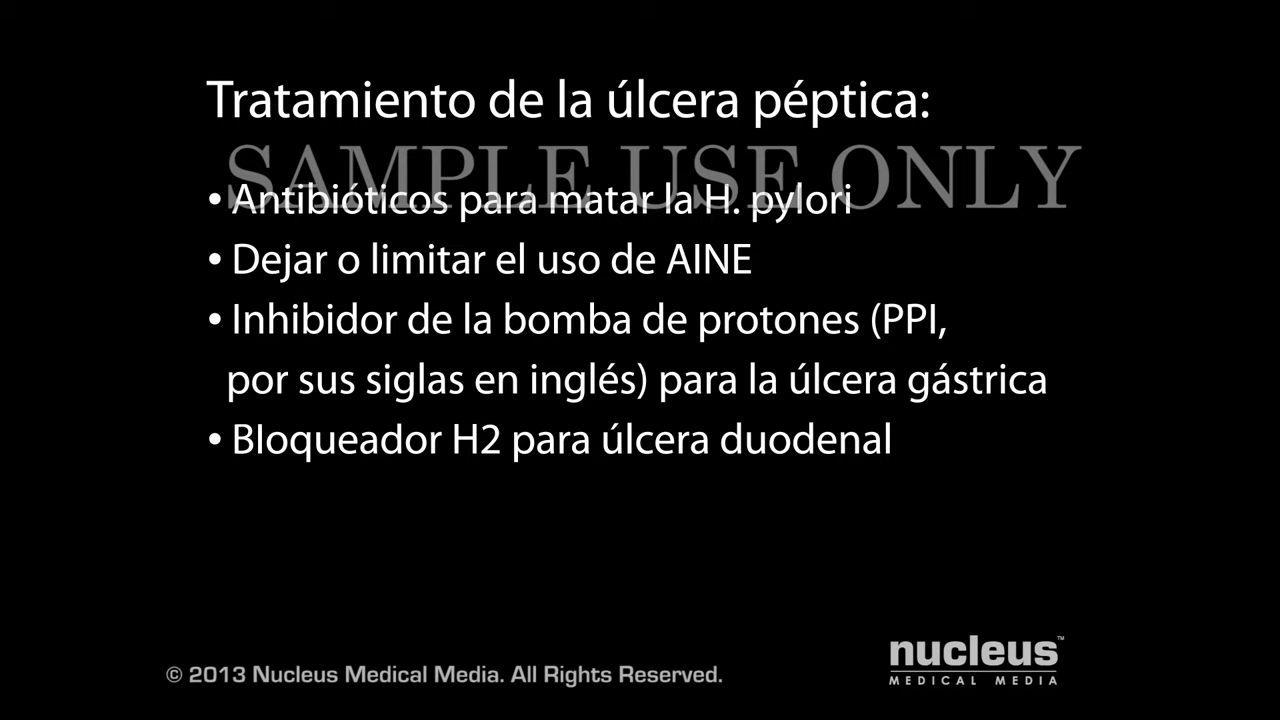 Tratamiento de la úlcera péptica:
SAMPLE USE ONLY
• Antibióticos para matar la H. pylori
• Dejar o limitar el uso de AINE
• Inhibidor de la bomba de protones (PPI,
por sus siglas en inglés) para la úlcera gástrica
• Bloqueador H2 para úlcera duodenal
nucleus™
MEDICAL MEDIA
© 2013 Nucleus Medical Media. All Rights Reserved.